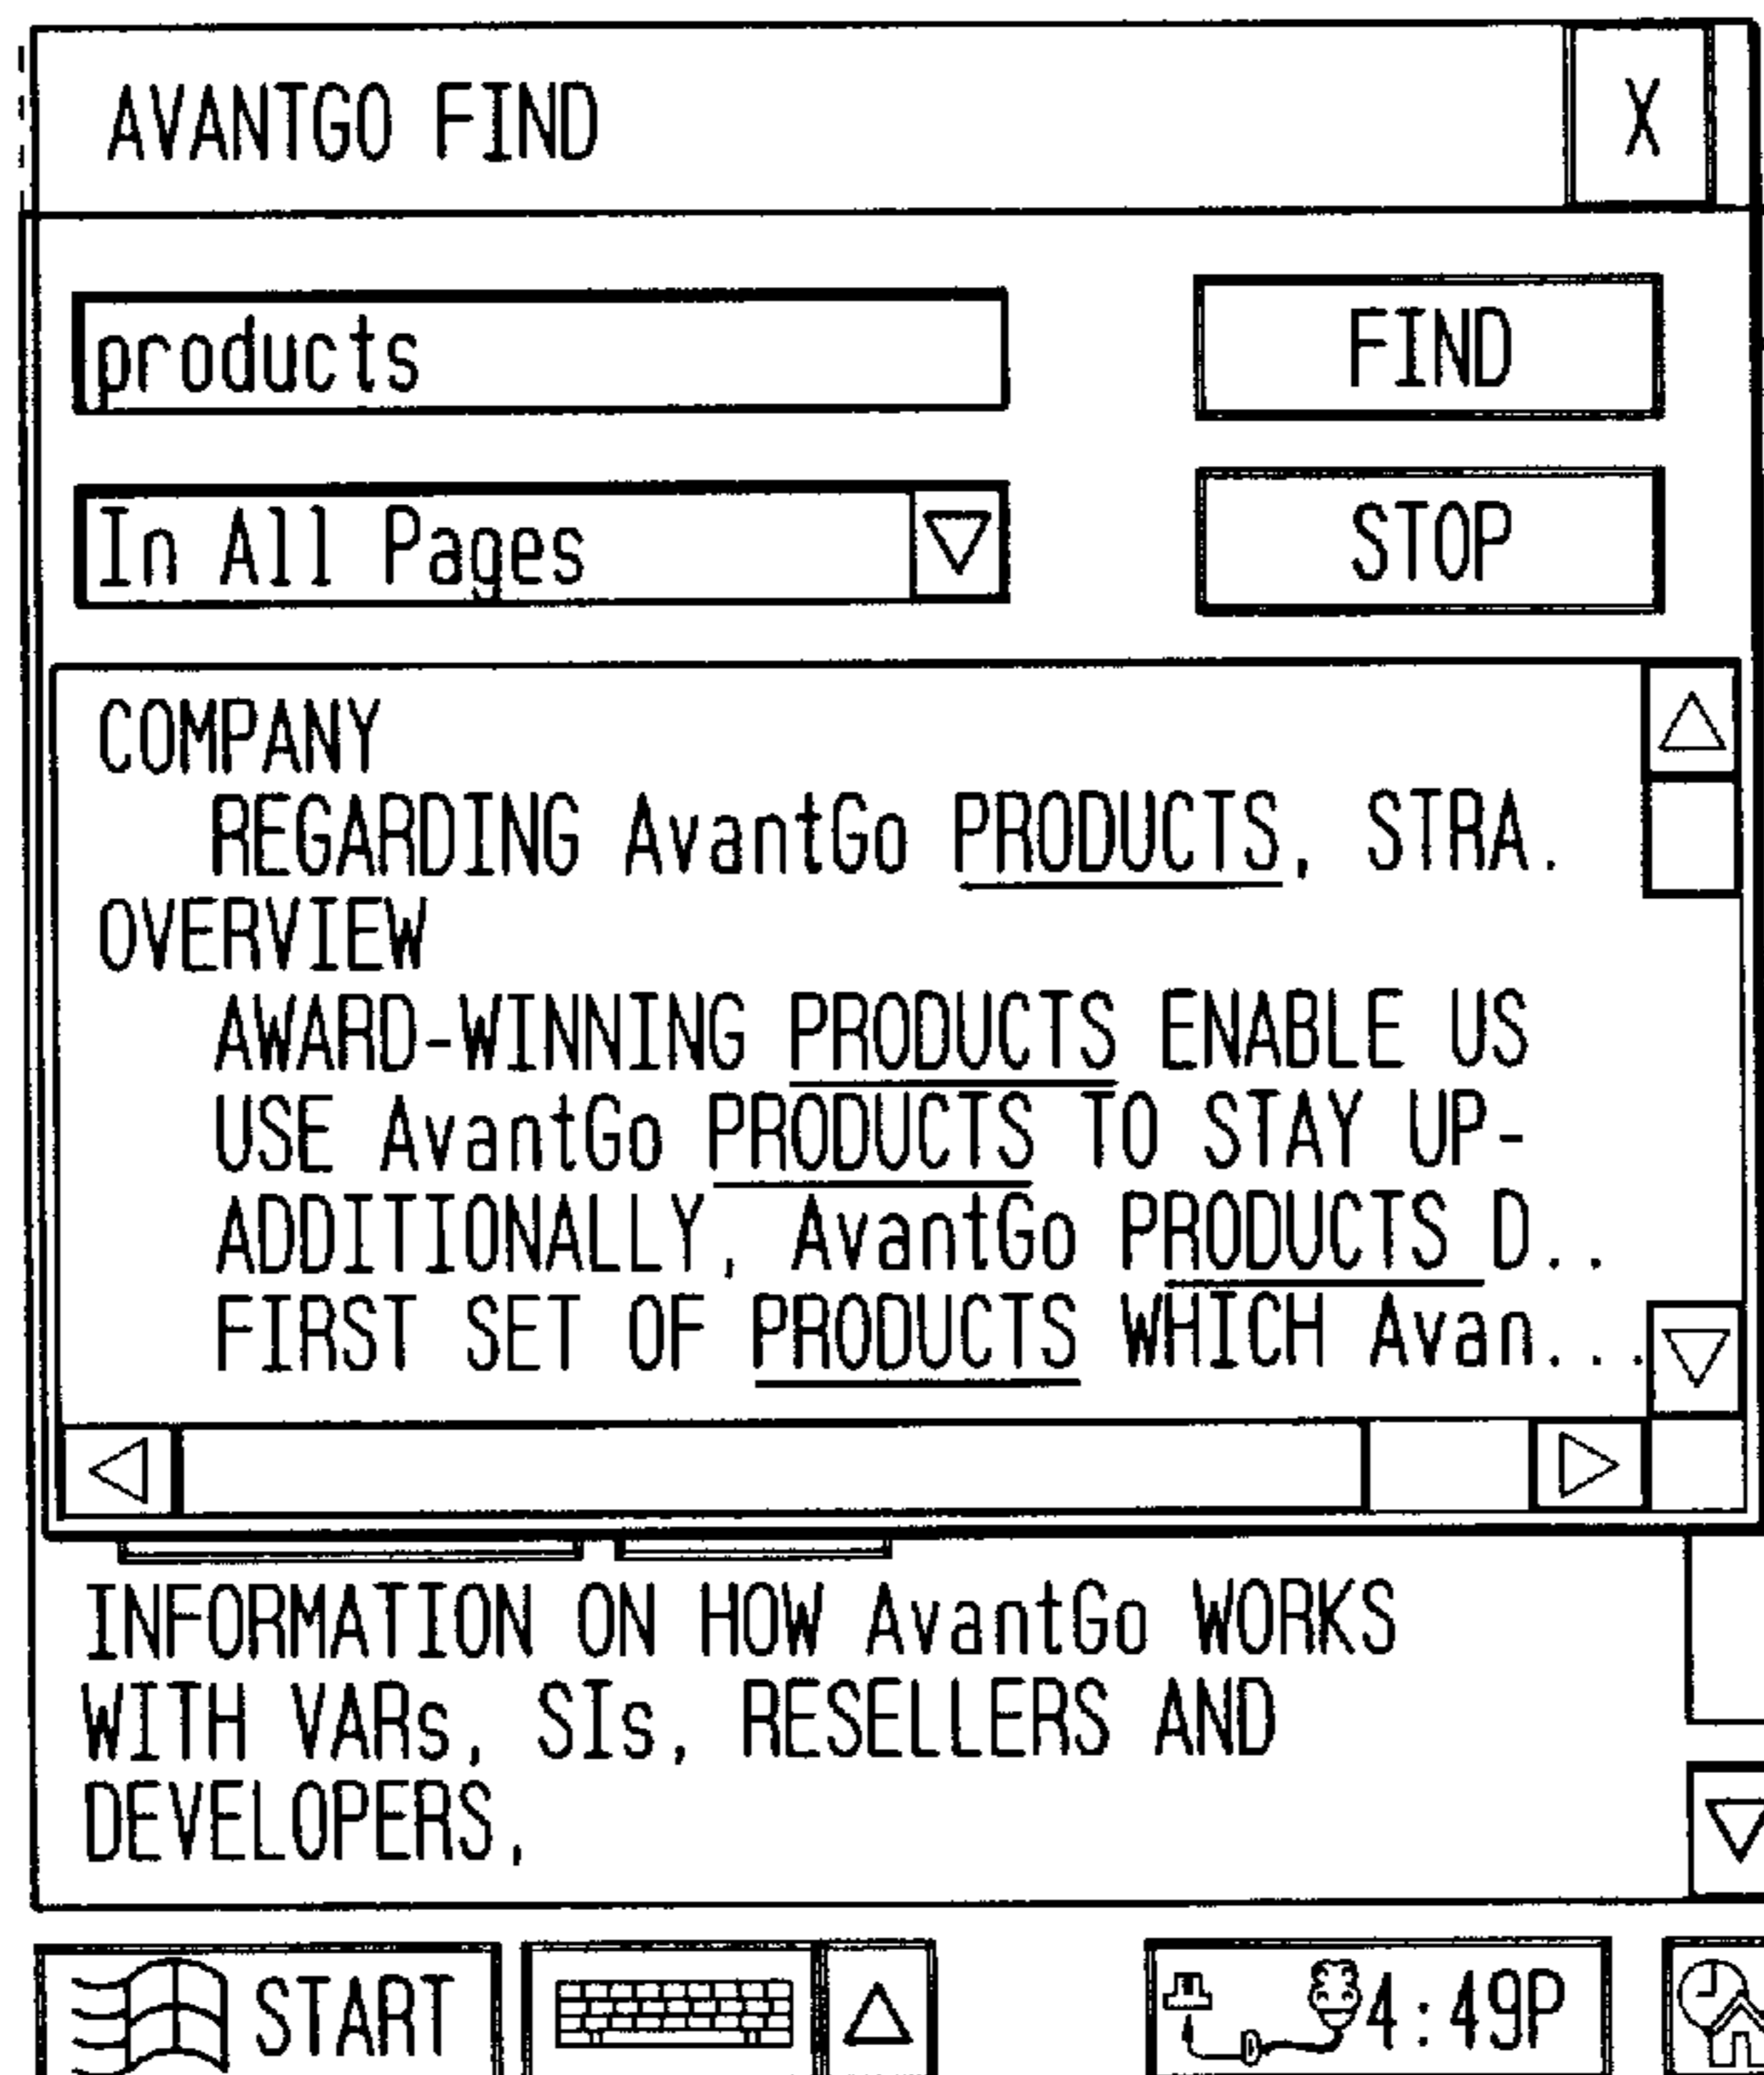 AVANTGO FIND X
products FIND
In All Pages STOP
COMPANY
REGARDING AvantGo PRODUCTS, STRA.
OVERVIEW
AWARD-WINNING PRODUCTS ENABLE US
USE AvantGo PRODUCTS TO STAY UP-
ADDITIONALLY, AvantGo PRODUCTS D..
FIRST SET OF PRODUCTS WHICH Avan...
INFORMATION ON HOW AvantGo WORKS
WITH VARs, SIs, RESELLERS AND
DEVELOPERS,
START 4:49P